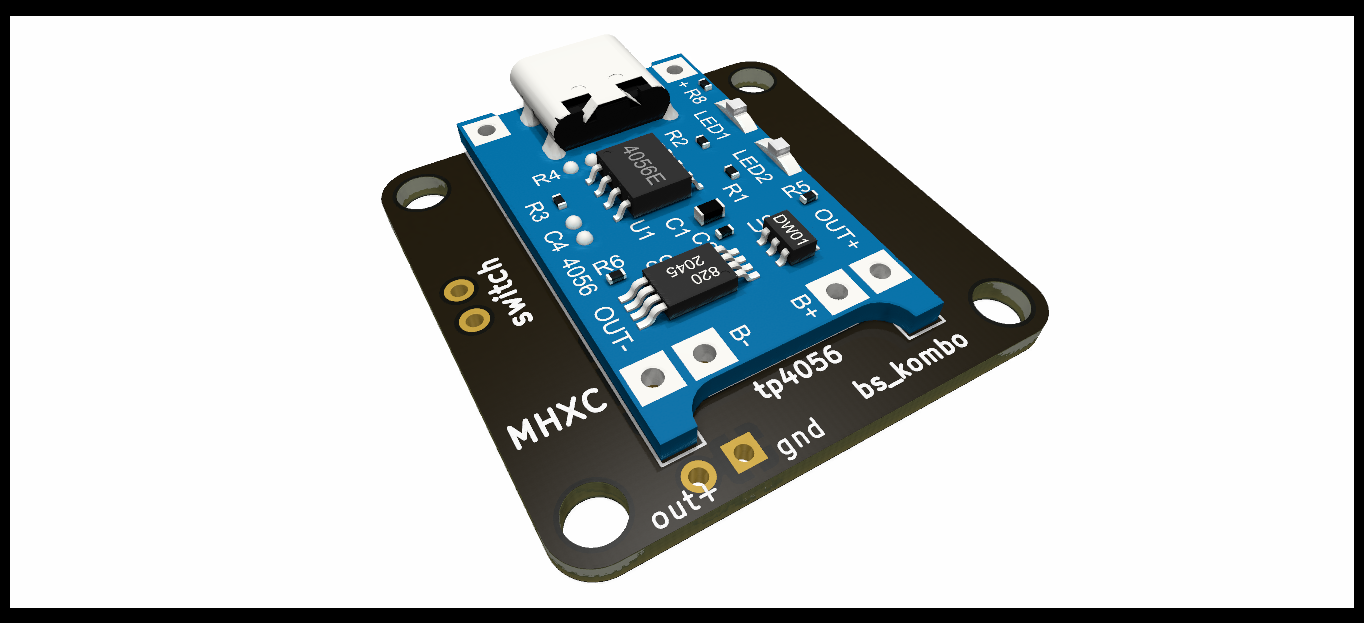 +
R8
LED1
R2
4056E
LED2
R4
R1
R5
R3
U1
C1
OUT+
DW01
C4
4056
R6
820
2045
switch
OUT-
B+
B-
tp4056
bs_kombo
MHXC
gnd
out+